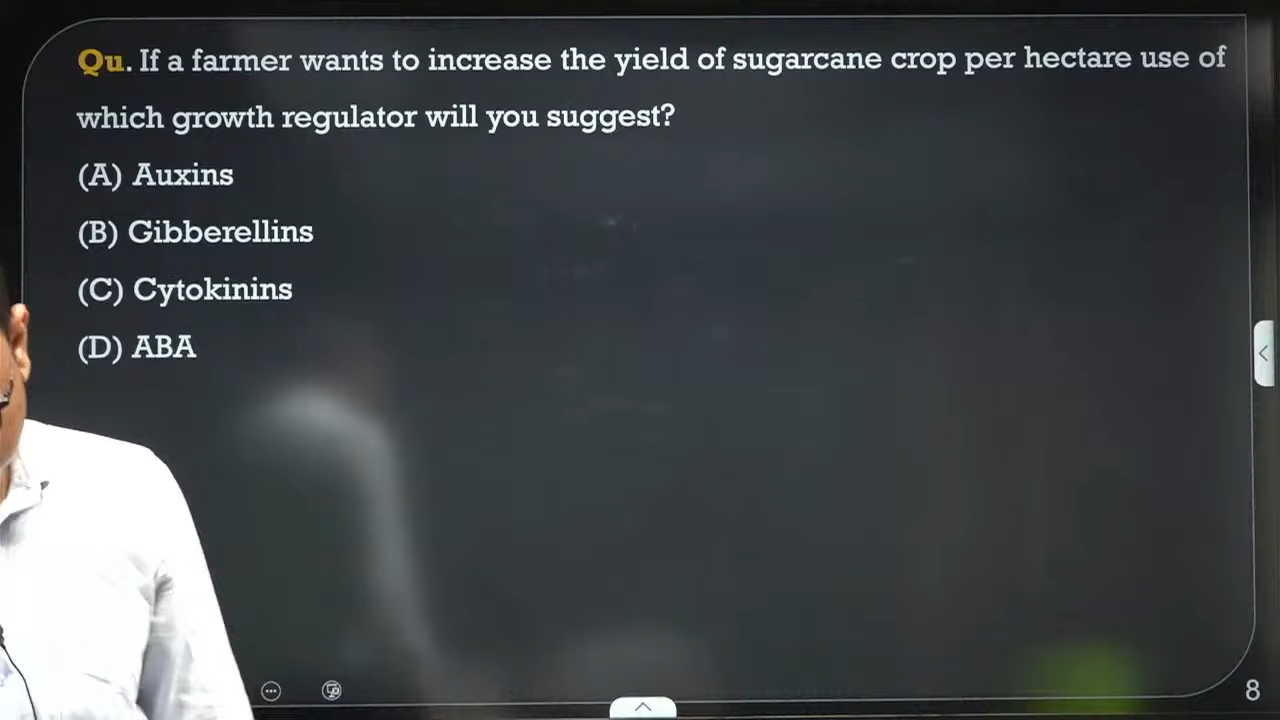 Qu. If a farmer wants to increase the yield of sugarcane crop per hectare use of
which growth regulator will you suggest?
(A) Auxins
(B) Gibberellins
(C) Cytokinins
(D) ABA
8